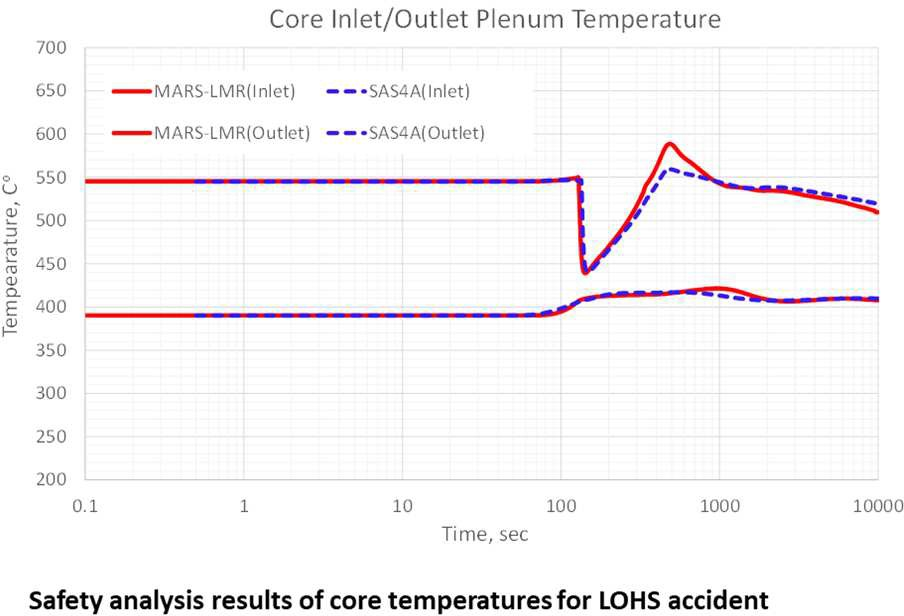 Core Inlet/Outlet Plenum Temperature
700
650
600
550
500
450
400
350
300
250
200
MARS-LMR(Inlet) SAS4A(Inlet)
MARS-LMR(Outlet) SAS4A(Outlet)
Tempearature, C°
0.1 1 10 100 1000 10000
Time, sec
Safety analysis results of core temperatures for LOHS accident